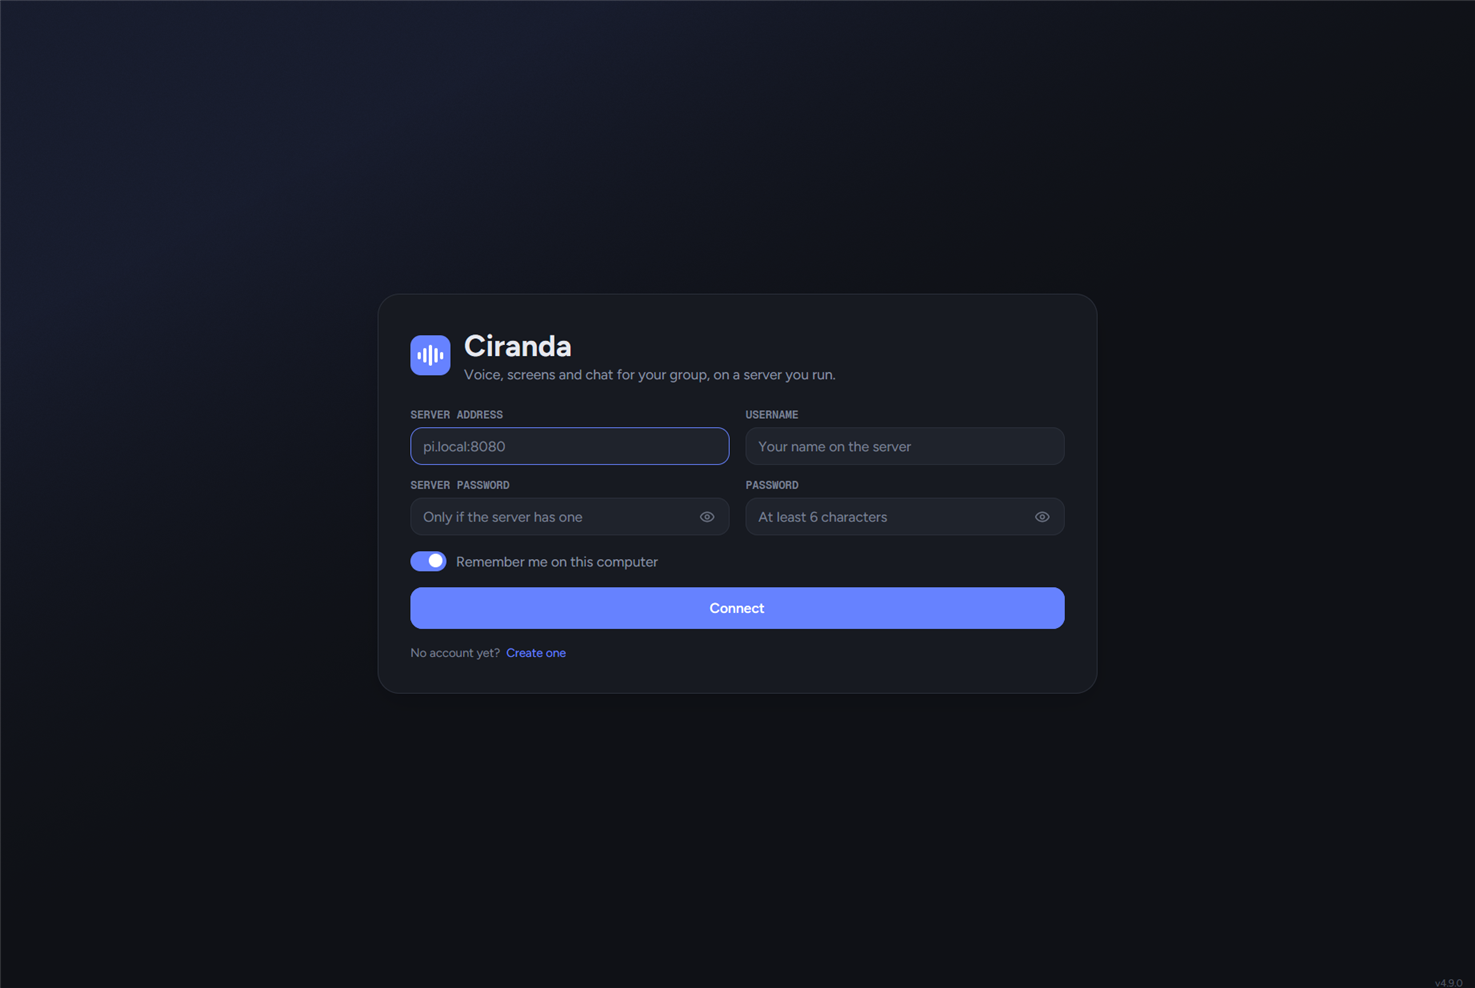 Ciranda
Voice, screens and chat for your group, on a server you run.
SERVER ADDRESS
pi.local:8080
USERNAME
Your name on the server
SERVER PASSWORD
Only if the server has one
PASSWORD
At least 6 characters
Remember me on this computer
Connect
No account yet? Create one
v4.9.0